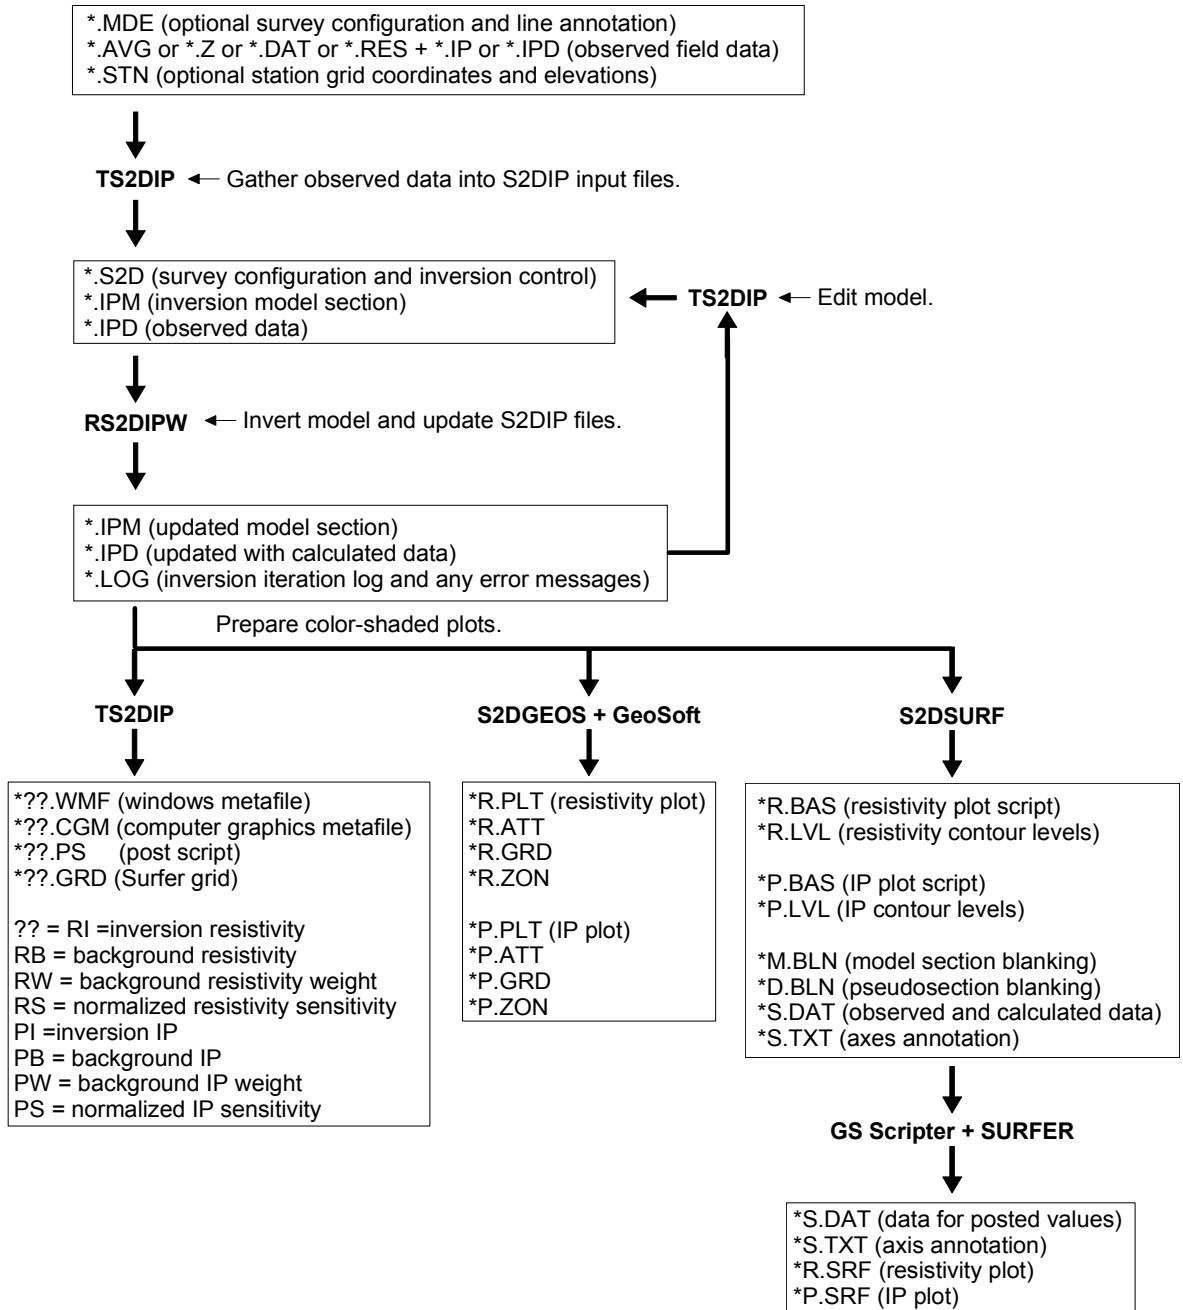 *.MDE (optional survey configuration and line annotation)
*.AVG or *.Z or *.DAT or *.RES + *.IP or *.IPD (observed field data)
*.STN (optional station grid coordinates and elevations)
TS2DIP
Gather observed data into S2DIP input files.
*.S2D (survey configuration and inversion control)
*.IPM (inversion model section)
*.IPD (observed data)
TS2DIP
Edit model.
RS2DIPW
Invert model and update S2DIP files.
*.IPM (updated model section)
*.IPD (updated with calculated data)
*.LOG (inversion iteration log and any error messages)
Prepare color-shaded plots.
TS2DIP
*??.WMF (windows metafile)
*??.CGM (computer graphics metafile)
*??.PS (post script)
*??.GRD (Surfer grid)
?? = RI =inversion resistivity
RB = background resistivity
RW = background resistivity weight
RS = normalized resistivity sensitivity
PI =inversion IP
PB = background IP
PW = background IP weight
PS = normalized IP sensitivity
S2DGEOS + GeoSoft
*R.PLT (resistivity plot)
*R.ATT
*R.GRD
*R.ZON
*P.PLT (IP plot)
*P.ATT
*P.GRD
*P.ZON
S2DSURF
*R.BAS (resistivity plot script)
*R.LVL (resistivity contour levels)
*P.BAS (IP plot script)
*P.LVL (IP contour levels)
*M.BLN (model section blanking)
*D.BLN (pseudosection blanking)
*S.DAT (observed and calculated data)
*S.TXT (axes annotation)
GS Scripter + SURFER
*S.DAT (data for posted values)
*S.TXT (axis annotation)
*R.SRF (resistivity plot)
*P.SRF (IP plot)